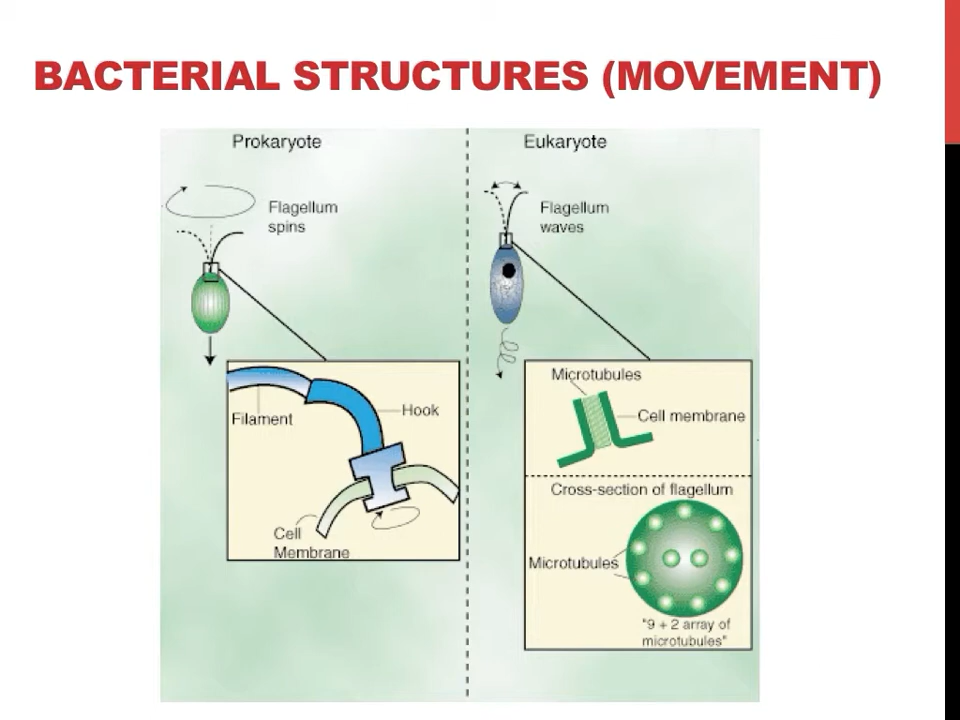 BACTERIAL STRUCTURES (MOVEMENT)
Prokaryote
Flagellum
spins
Filament
Hook
Cell
Membrane
Eukaryote
Flagellum
waves
Microtubules
Cell membrane
Cross-section of flagellum
Microtubules
"9 + 2 array of
microtubules"